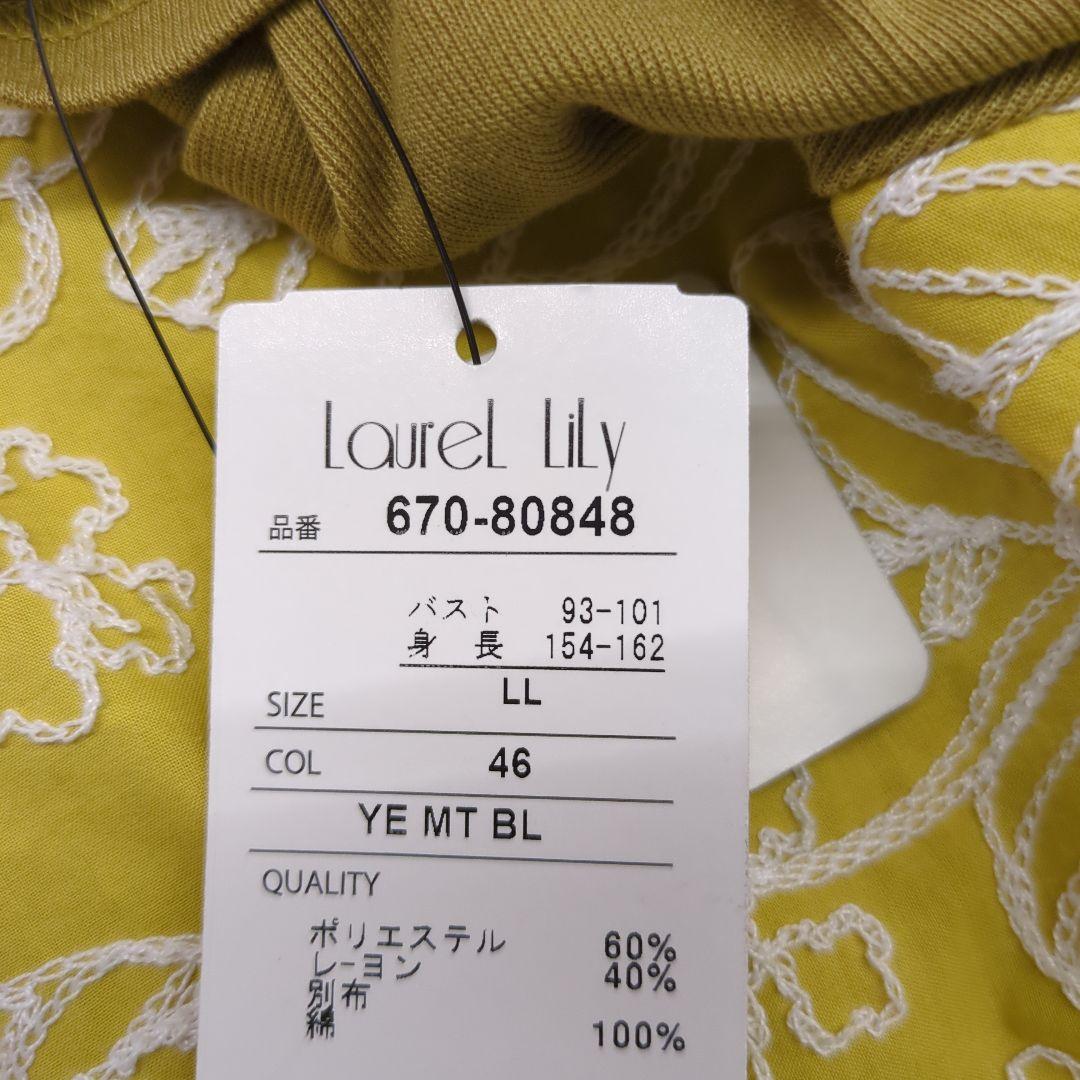 Laurel Lily
品番 670-80848
バスト 93-101
身 長 154-162
SIZE LL
COL 46
YE MT BL
QUALITY
ポリエステル 60%
レーヨン 40%
別布
綿 100%